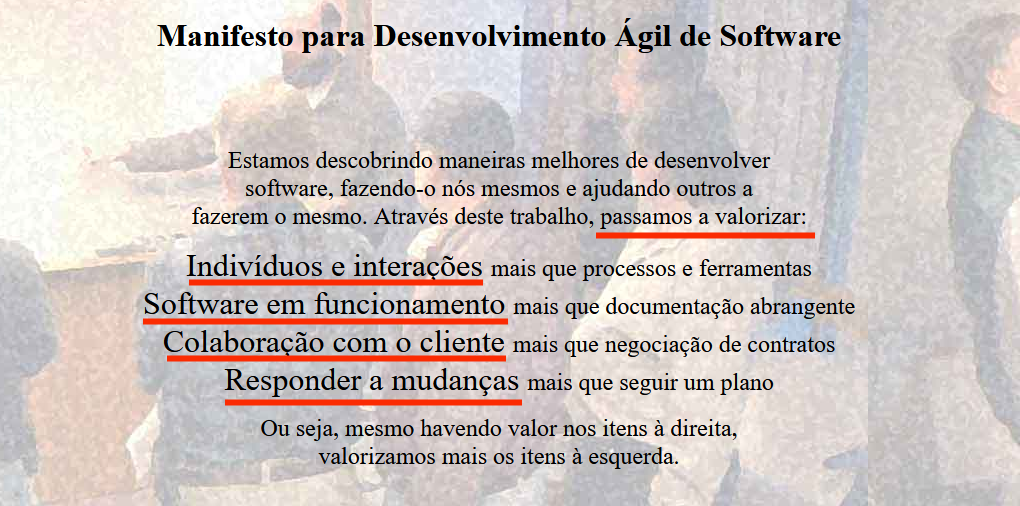 Manifesto para Desenvolvimento Ágil de Software
Estamos descobrindo maneiras melhores de desenvolver
software, fazendo-o nós mesmos e ajudando outros a
fazerem o mesmo. Através deste trabalho, passamos a valorizar:
Indivíduos e interações mais que processos e ferramentas
Software em funcionamento mais que documentação abrangente
Colaboração com o cliente mais que negociação de contratos
Responder a mudanças mais que seguir um plano
Ou seja, mesmo havendo valor nos itens à direita,
valorizamos mais os itens à esquerda.